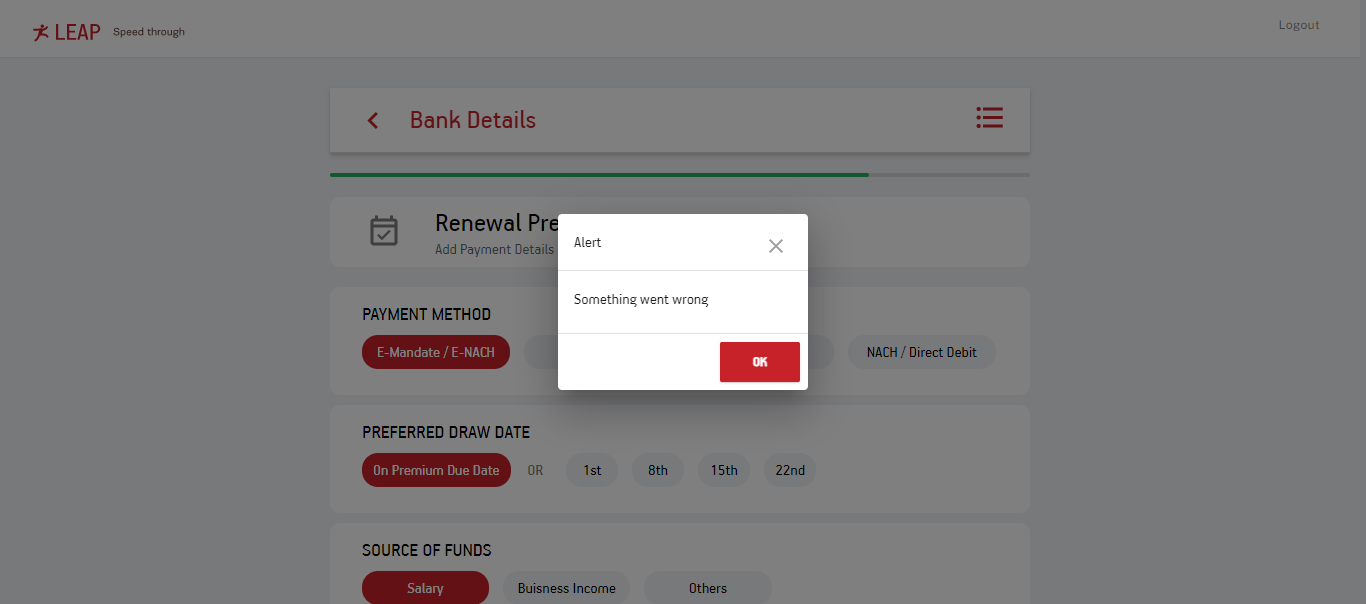 LEAP Speed through
Logout
Bank Details
Renewal Pre
Add Payment Details
Alert
Something went wrong
OK
PAYMENT METHOD
E-Mandate / E-NACH
NACH / Direct Debit
PREFERRED DRAW DATE
On Premium Due Date OR 1st 8th 15th 22nd
SOURCE OF FUNDS
Salary Buisness Income Others